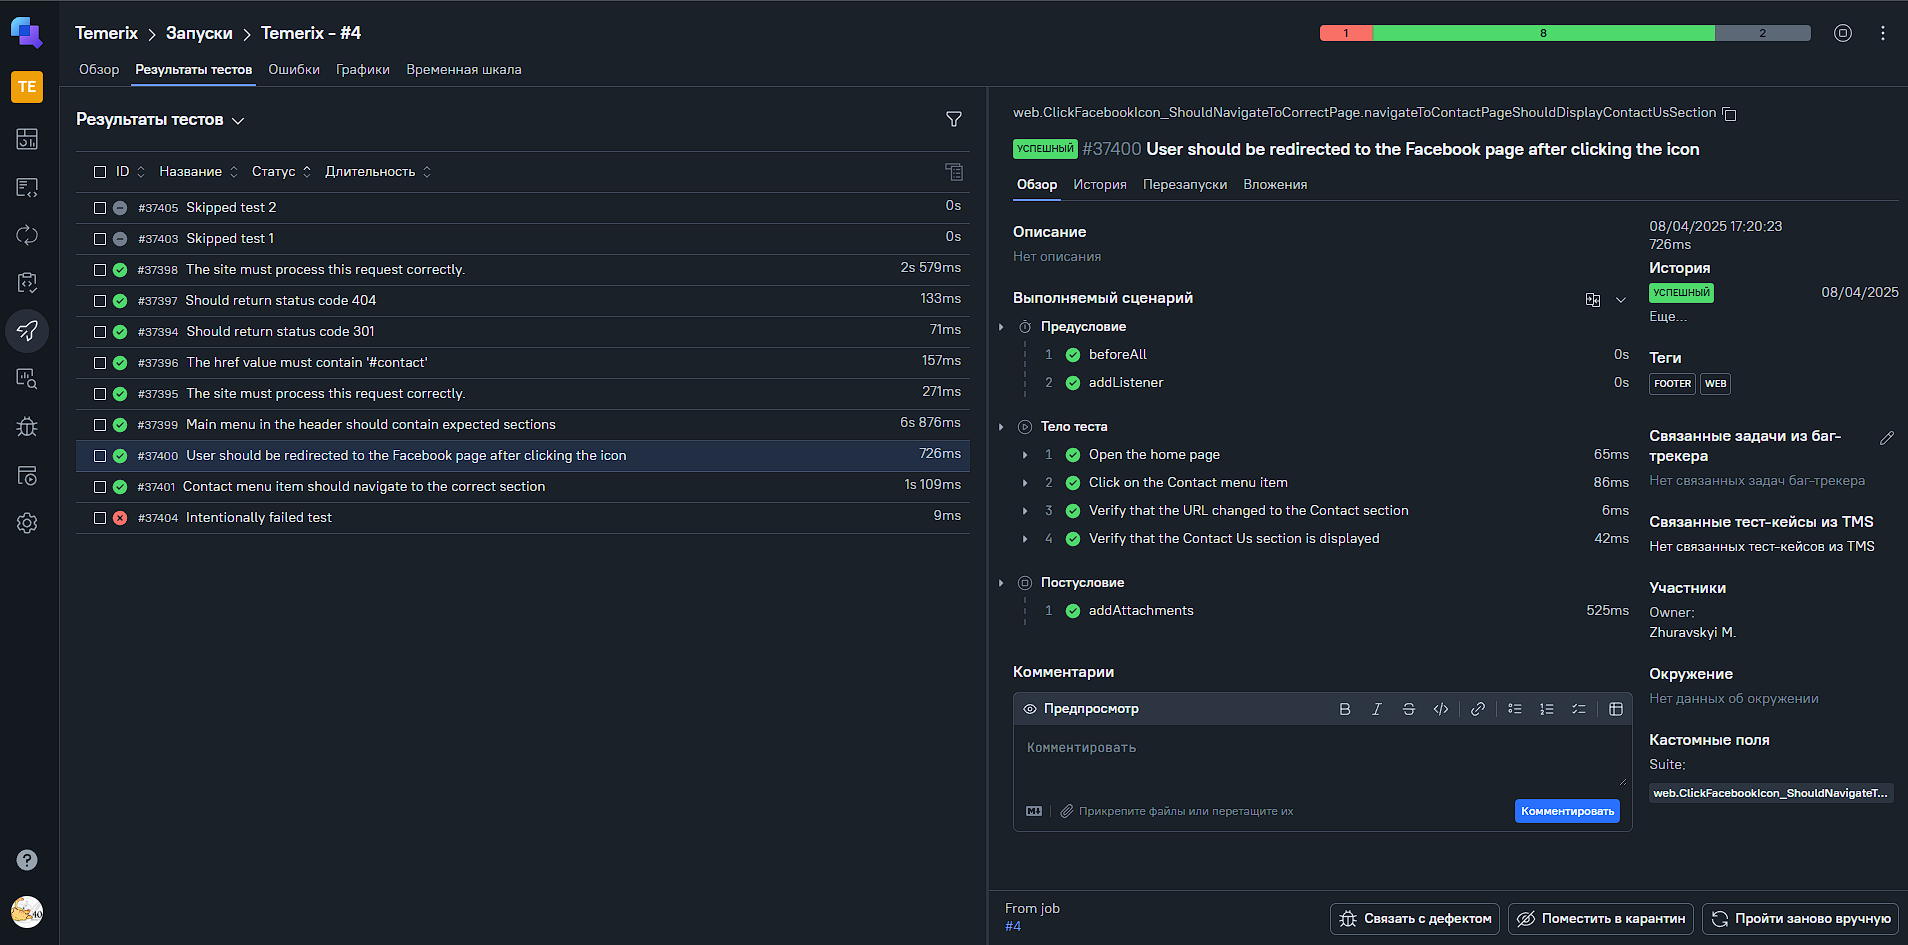 Temerix > Запуски > Temerix - #4
1 8 2
Обзор Результаты тестов Ошибки Графики Временная шкала
TE
Результаты тестов
ID Название Статус Длительность
#37405 Skipped test 2 0s
#37403 Skipped test 1 0s
#37398 The site must process this request correctly. 2s 579ms
#37397 Should return status code 404 133ms
#37394 Should return status code 301 71ms
#37396 The href value must contain '#contact' 157ms
#37395 The site must process this request correctly. 271ms
#37399 Main menu in the header should contain expected sections 6s 876ms
#37400 User should be redirected to the Facebook page after clicking the icon 726ms
#37401 Contact menu item should navigate to the correct section 1s 109ms
#37404 Intentionally failed test 9ms
web.ClickFacebookIcon_ShouldNavigateToCorrectPage.navigateToContactPageShouldDisplayContactUsSection
УСПЕШНЫЙ #37400 User should be redirected to the Facebook page after clicking the icon
Обзор История Перезапуски Вложения
Описание
Нет описания
Выполняемый сценарий
Предусловие
1 beforeAll 0s
2 addListener 0s
Тело теста
1 Open the home page 65ms
2 Click on the Contact menu item 86ms
3 Verify that the URL changed to the Contact section 6ms
4 Verify that the Contact Us section is displayed 42ms
Постусловие
1 addAttachments 525ms
Комментарии
Предпросмотр
Комментировать
Прикрепите файлы или перетащите их
Комментировать
08/04/2025 17:20:23
726ms
История
УСПЕШНЫЙ 08/04/2025
Еще...
Теги
FOOTER WEB
Связанные задачи из баг-
трекера
Нет связанных задач баг-трекера
Связанные тест-кейсы из TMS
Нет связанных тест-кейсов из TMS
Участники
Owner:
Zhuravskyi M.
Окружение
Нет данных об окружении
Кастомные поля
Suite:
web.ClickFacebookIcon_ShouldNavigateT...
From job
#4
Связать с дефектом Поместить в карантин Пройти заново вручную